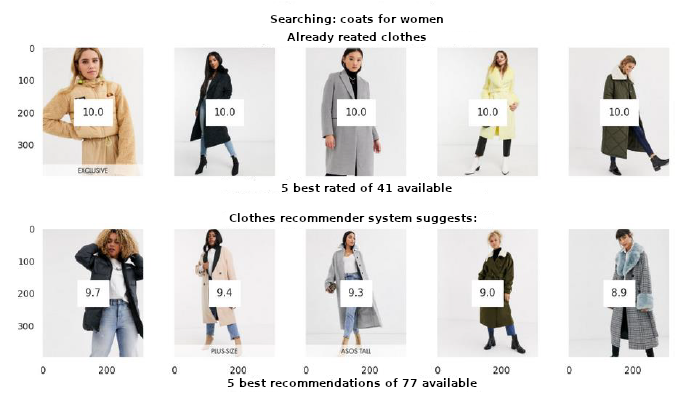 Searching: coats for women
Already reated clothes
0
100
200
300
10.0 10.0 10.0 10.0 10.0
EXCLUSIVE
5 best rated of 41 available
Clothes recommender system suggests:
0
100
200
300
9.7 9.4 9.3 9.0 8.9
PLUS-SIZE ASOS TALL
0 200 0 200 0 200 0 200 0 200
5 best recommendations of 77 available